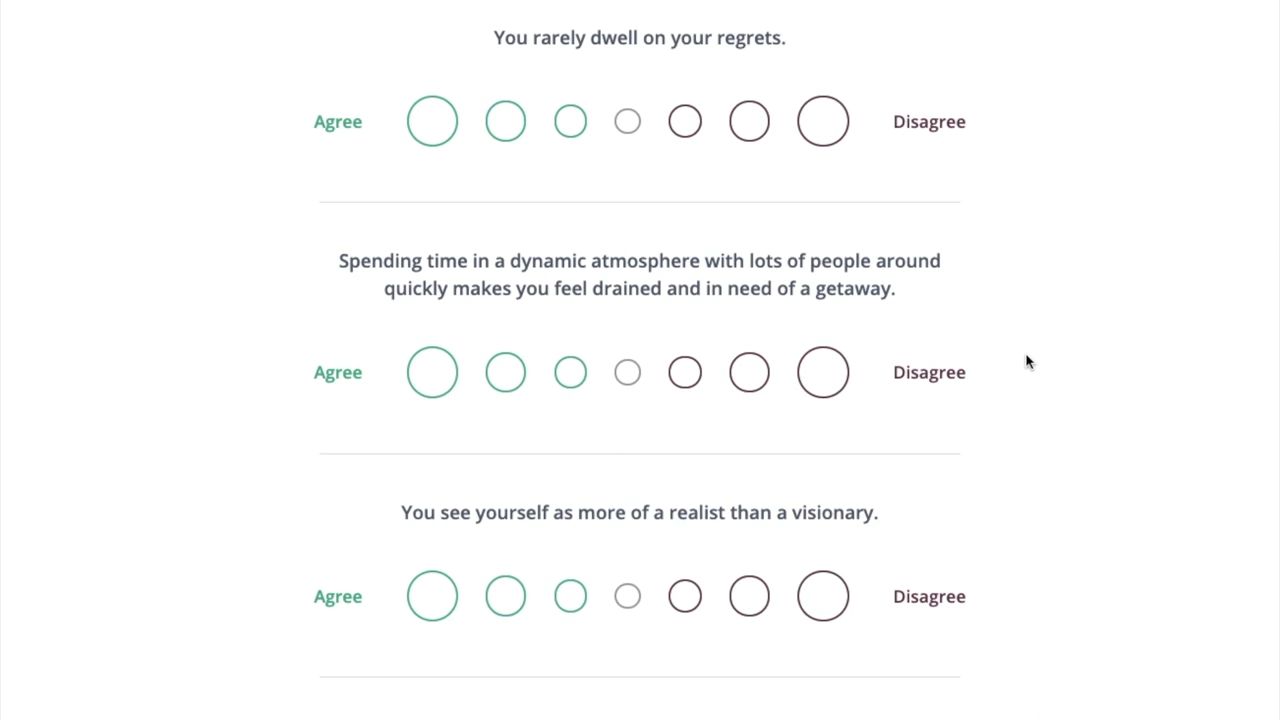 You rarely dwell on your regrets.
Agree Disagree
Spending time in a dynamic atmosphere with lots of people around
quickly makes you feel drained and in need of a getaway.
Agree Disagree
You see yourself as more of a realist than a visionary.
Agree Disagree